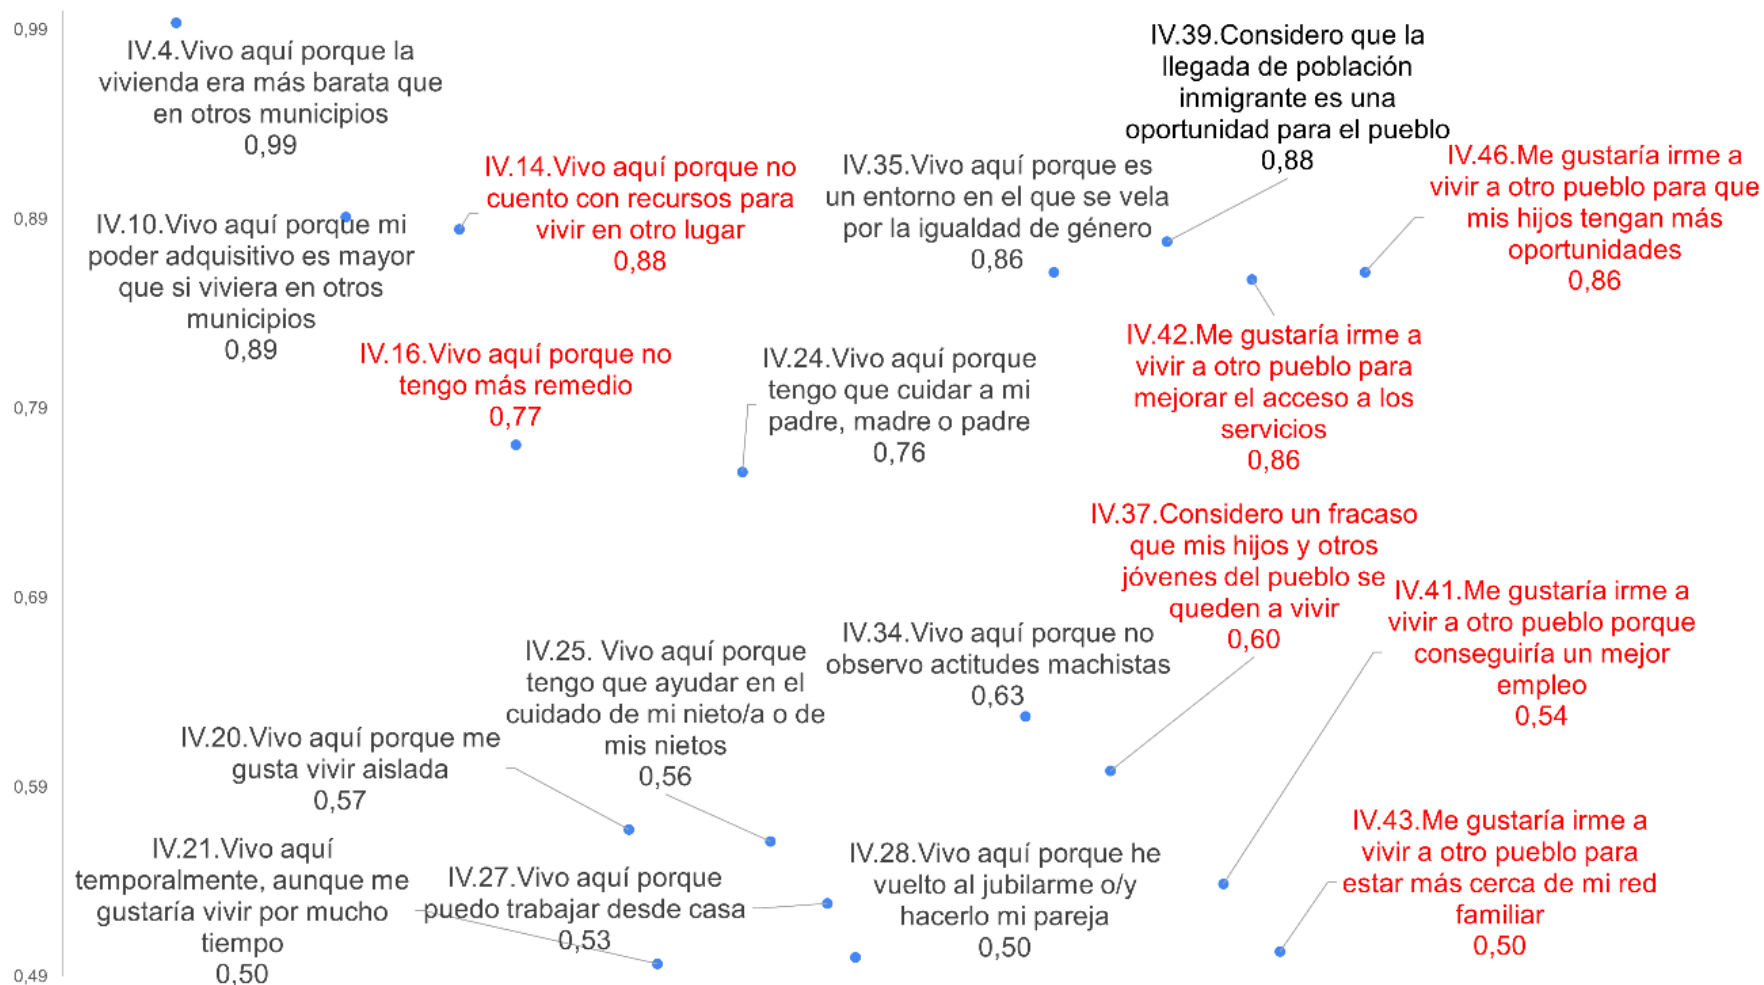 0,99
0,89
0,79
0,69
0,59
0,49
IV.4.Vivo aquí porque la
vivienda era más barata que
en otros municipios
0,99
IV.10.Vivo aquí porque mi
poder adquisitivo es mayor
que si viviera en otros
municipios
0,89
IV.14.Vivo aquí porque no
cuento con recursos para
vivir en otro lugar
0,88
IV.16.Vivo aquí porque no
tengo más remedio
0,77
IV.35.Vivo aquí porque es
un entorno en el que se vela
por la igualdad de género
0,86
IV.39.Considero que la
llegada de población
inmigrante es una
oportunidad para el pueblo
0,88
IV.46.Me gustaría irme a
vivir a otro pueblo para que
mis hijos tengan más
oportunidades
0,86
IV.24.Vivo aquí porque
tengo que cuidar a mi
padre, madre o padre
0,76
IV.42.Me gustaría irme a
vivir a otro pueblo para
mejorar el acceso a los
servicios
0,86
IV.37.Considero un fracaso
que mis hijos y otros
jóvenes del pueblo se
queden a vivir
0,60
IV.41.Me gustaría irme a
vivir a otro pueblo porque
conseguiría un mejor
empleo
0,54
IV.34.Vivo aquí porque no
observo actitudes machistas
0,63
IV.25. Vivo aquí porque
tengo que ayudar en el
cuidado de mi nieto/a o de
mis nietos
0,56
IV.20.Vivo aquí porque me
gusta vivir aislada
0,57
IV.21.Vivo aquí
temporalmente, aunque me
gustaría vivir por mucho
tiempo
0,50
IV.27.Vivo aquí porque
puedo trabajar desde casa
0,53
IV.28.Vivo aquí porque he
vuelto al jubilarme o/y
hacerlo mi pareja
0,50
IV.43.Me gustaría irme a
vivir a otro pueblo para
estar más cerca de mi red
familiar
0,50